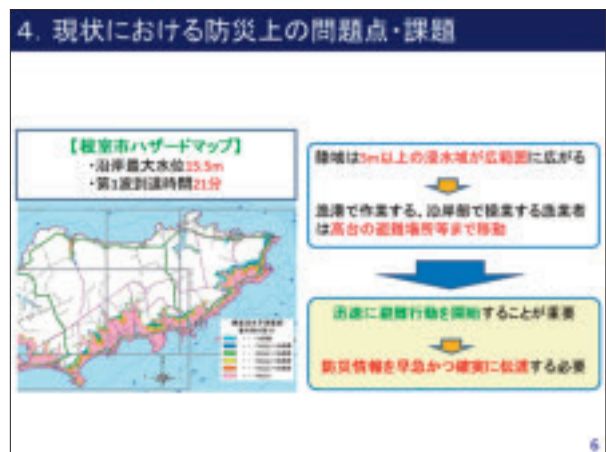 4. 現状における防災上の問題点・課題
【根室市ハザードマップ】
・沿岸最大水位15.5m
・第1波到達時間21分
陸域は5m以上の浸水域が広範囲に広がる
漁港で作業する、沿岸部で操業する漁業者
は高台の避難場所等まで移動
迅速に避難行動を開始することが重要
防災情報を早急かつ確実に伝達する必要
6